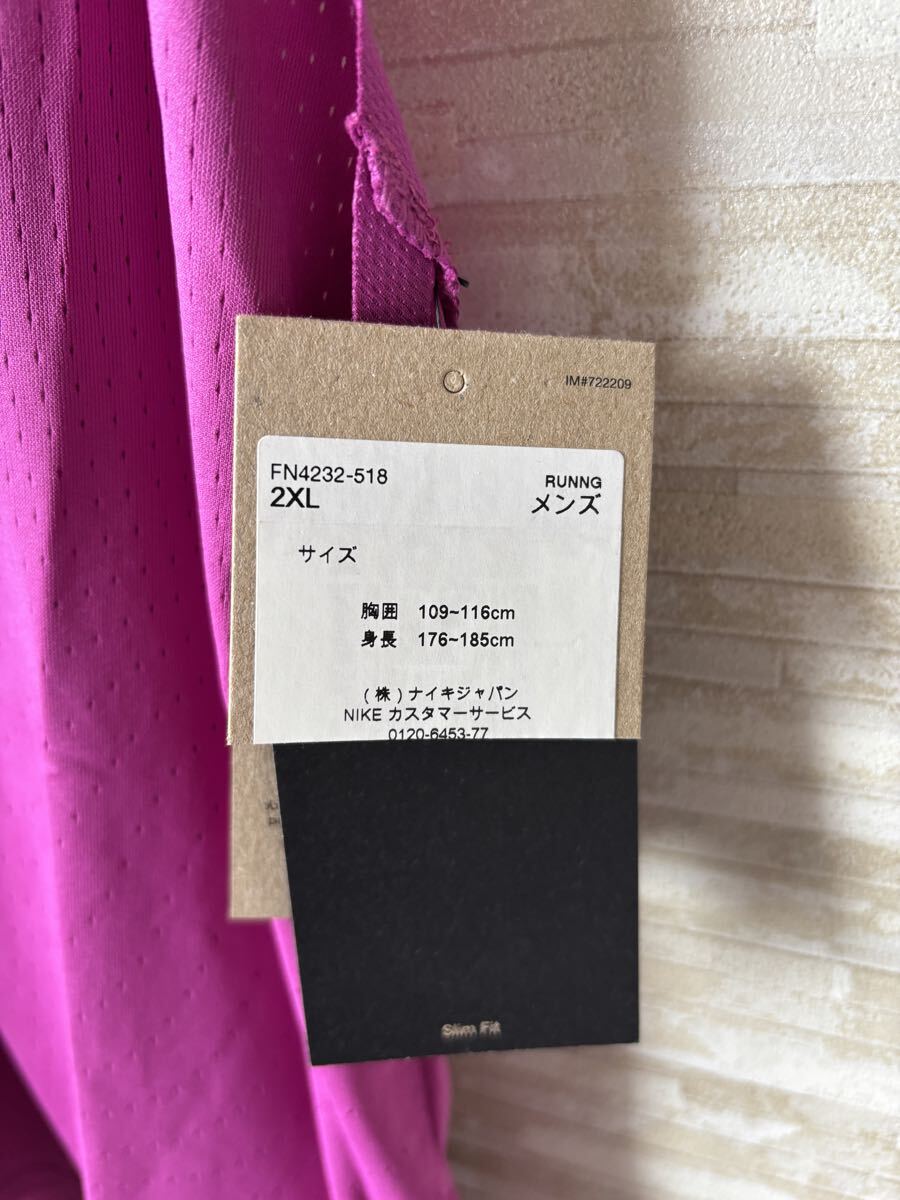 IM#722209
FN4232-518
RUNNG
2XL
メンズ
サイズ
胸囲 109~116cm
身長 176~185cm
(株)ナイキジャパン
NIKE カスタマーサービス
0120-6453-77
Slim Fit